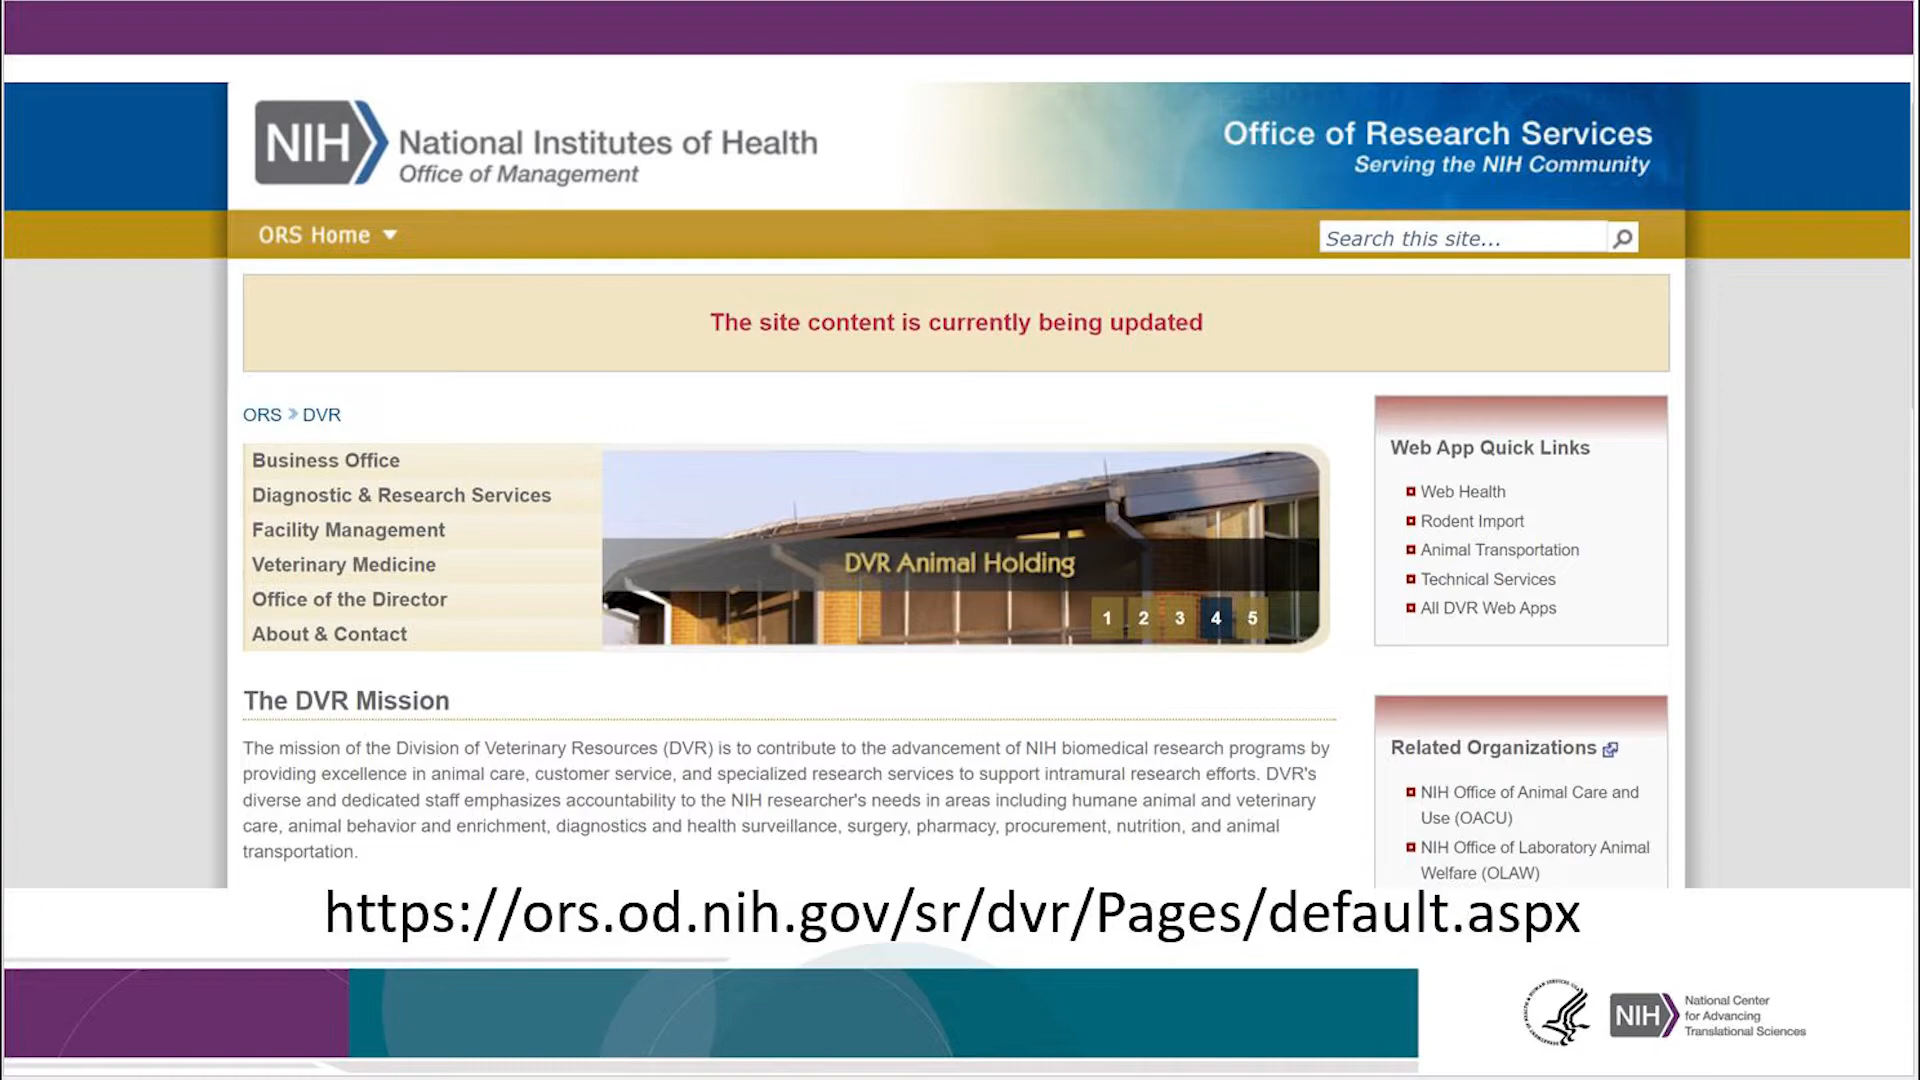 NIH
National Institutes of Health
Office of Management
Office of Research Services
Serving the NIH Community
ORS Home
Search this site...
The site content is currently being updated
ORS DVR
Business Office
Diagnostic & Research Services
Facility Management
Veterinary Medicine
Office of the Director
About & Contact
DVR Animal Holding
1 2 3 4 5
Web App Quick Links
Web Health
Rodent Import
Animal Transportation
Technical Services
All DVR Web Apps
The DVR Mission
The mission of the Division of Veterinary Resources (DVR) is to contribute to the advancement of NIH biomedical research programs by
providing excellence in animal care, customer service, and specialized research services to support intramural research efforts. DVR's
diverse and dedicated staff emphasizes accountability to the NIH researcher's needs in areas including humane animal and veterinary
care, animal behavior and enrichment, diagnostics and health surveillance, surgery, pharmacy, procurement, nutrition, and animal
transportation.
Related Organizations
NIH Office of Animal Care and
Use (OACU)
NIH Office of Laboratory Animal
Welfare (OLAW)
https://ors.od.nih.gov/sr/dvr/Pages/default.aspx
NIH
National Center
for Advancing
Translational Sciences